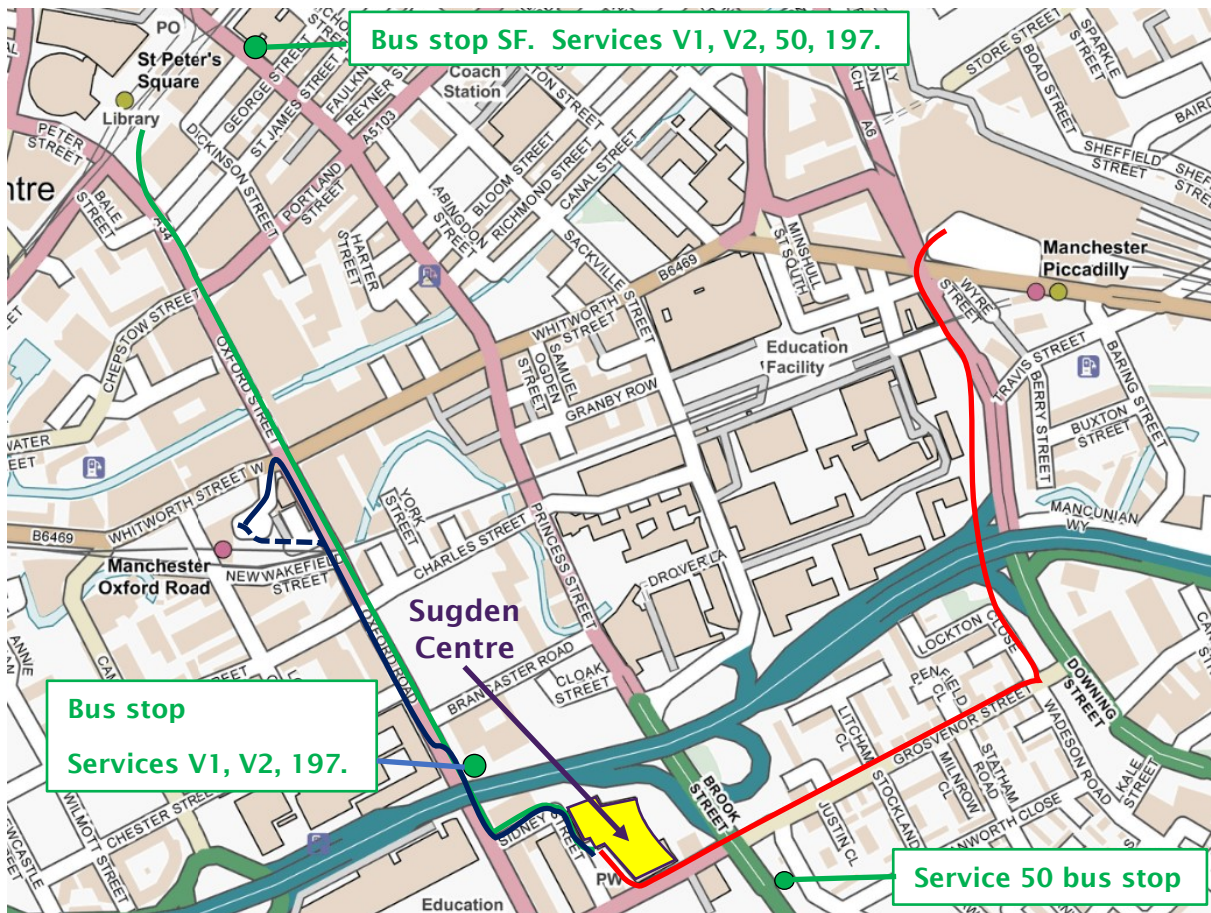 PO
Bus stop SF.  Services V1, V2, 50, 197.
St Peter's
Square
Library
PETER
STREET
GEORGE STREET
ST JAMES STREET
REYNER
DICKINSON STREET
Coach
Station
BLOOM STREET
RICHMOND STREET
CANAL STREET
ABINGDON
STREET
A5103
PORTLAND
STREET
BALE
STREET
A34
ntre
HARTER
STREET
SACKVILLE
STREET
STORE STREET
BOAD STREET
SPARKLE
STREET
BAIRD
A6
SHEFFIELD
STREET
MINSHULL
ST SOUTH
B6469
Manchester
Piccadilly
WYRE
STREET
CHEPSTOW STREET
OXFORD STREET
WHITWORTH
STREET
SAMUEL
OGDEN
STREET
GRANBY ROW
Education
Facility
TRAVIS STREET
BERRY STREET
BARING STREET
BUXTON
STREET
WATER
STREET
WHITWORTH STREET W
B6469
YORK
STREET
CHARLES STREET
PRINCESS STREET
MANCUNIAN
WY
Manchester
Oxford Road
NEW WAKEFIELD
STREET
DROVER LA
Sugden
Centre
OXFORD ROAD
BRANCASTER ROAD
CLOAK
STREET
ANNIE
LOCKTON CLOSE
PENFIELD
CL
DOWNING
STREET
Bus stop
Services V1, V2, 197.
GROSVENOR STREET
LITCHAM
CL
STOCKLAND
MILNROW
CL
STATHAM
ROAD
WADESON ROAD
KALE
STREET
BROOK
STREET
JUSTIN CL
CHESTER STREET
WILMOTT STREET
SIDNEY STREET
PW
Education
Service 50 bus stop